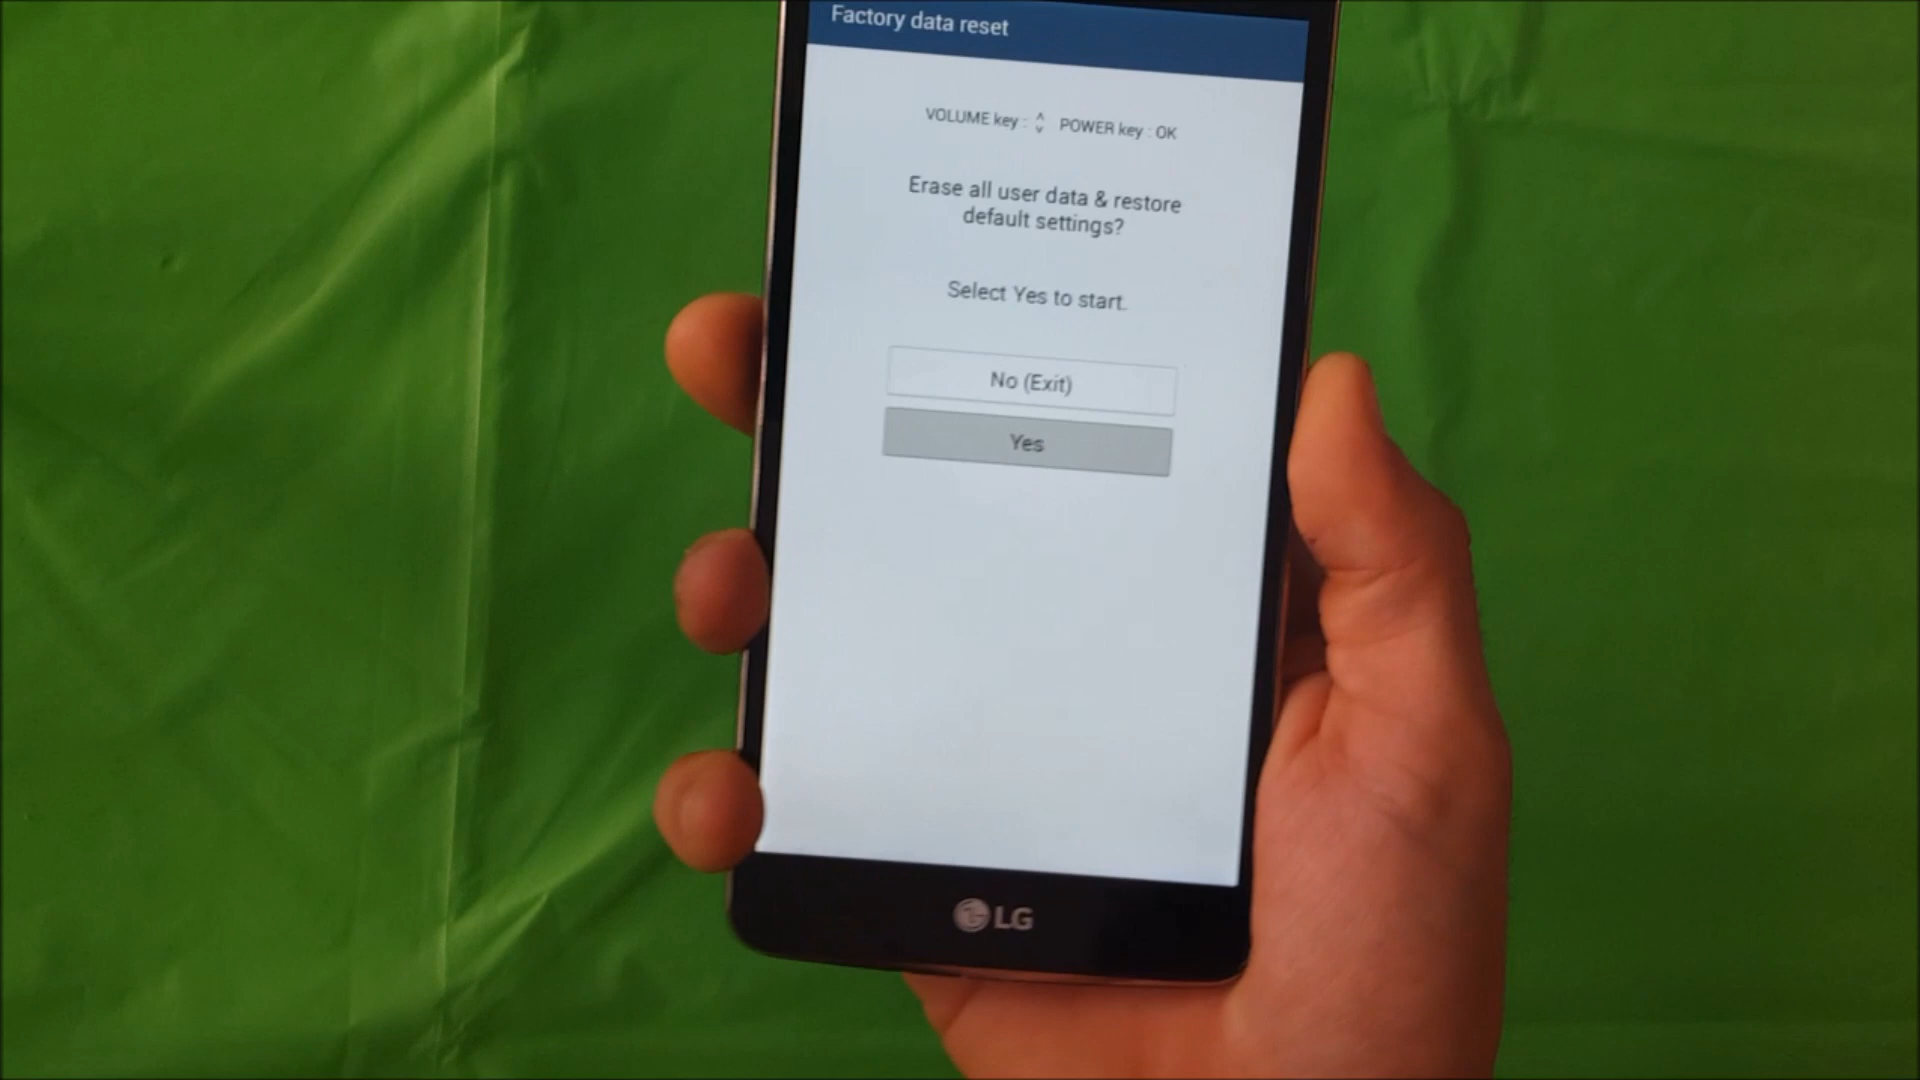 Factory data reset
VOLUME key : ^ v POWER key : OK
Erase all user data & restore
default settings?
Select Yes to start.
No (Exit)
Yes
LG